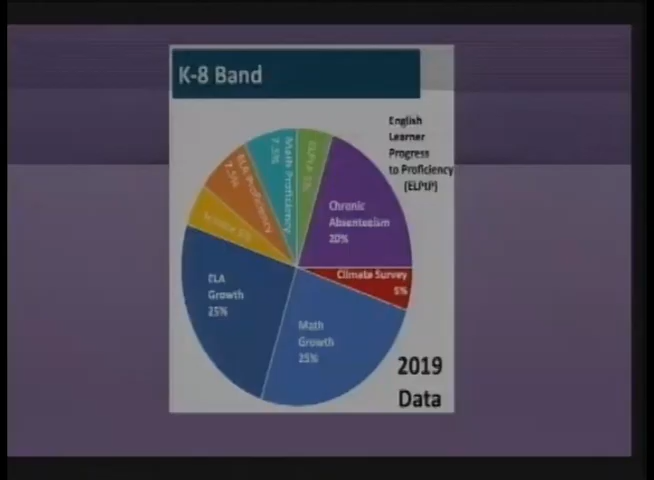 K-8 Band
English
Learner
Progress
to Proficiency
(ELPtP)
Math Proficiency
7.5%
ELA Proficiency
7.5%
Chronic
Absenteeism
20%
5%
Climate Survey
5%
ELA
Growth
25%
Math
Growth
25%
2019
Data